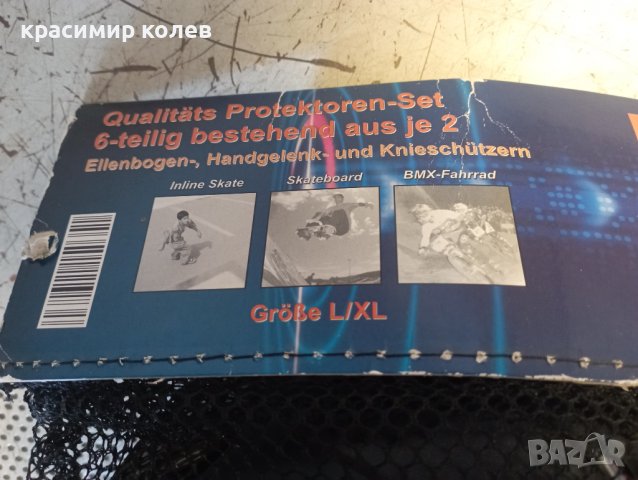 красимир колев
Qualitäts Protektoren-Set
6-teilig bestehend aus je 2
Ellenbogen-, Handgelenk- und Knieschützern
Inline Skate Skateboard BMX-Fahrrad
Größe L/XL
BAZAR